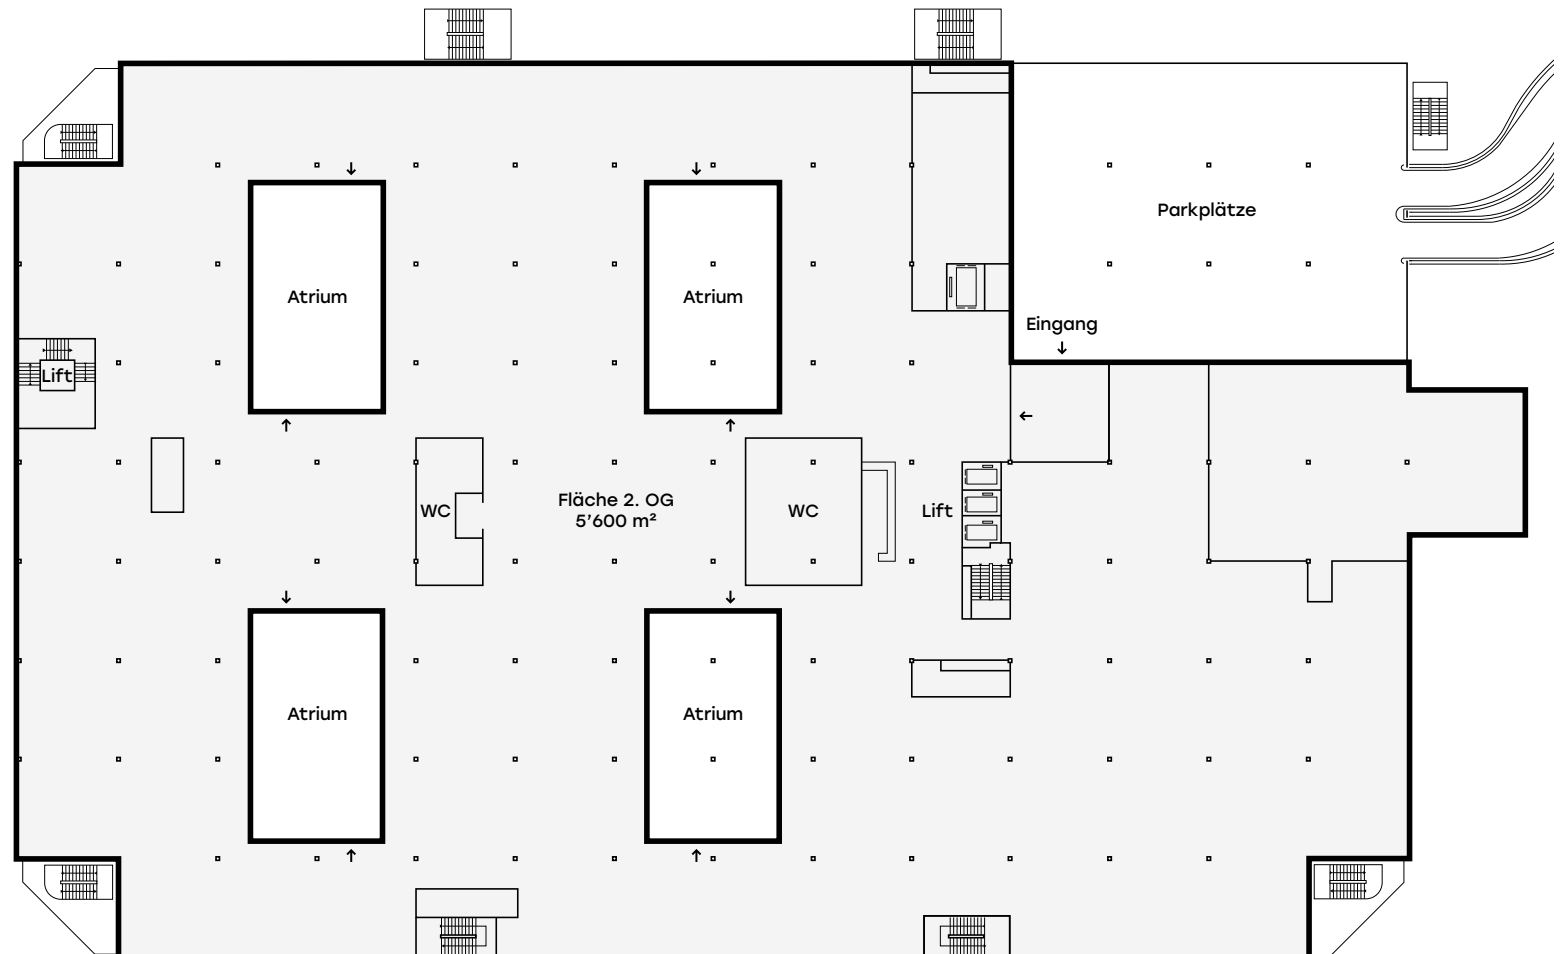 Parkplätze
Atrium
Atrium
Eingang
Lift
WC
Fläche 2. OG
5’600 m²
WC
Lift
Atrium
Atrium